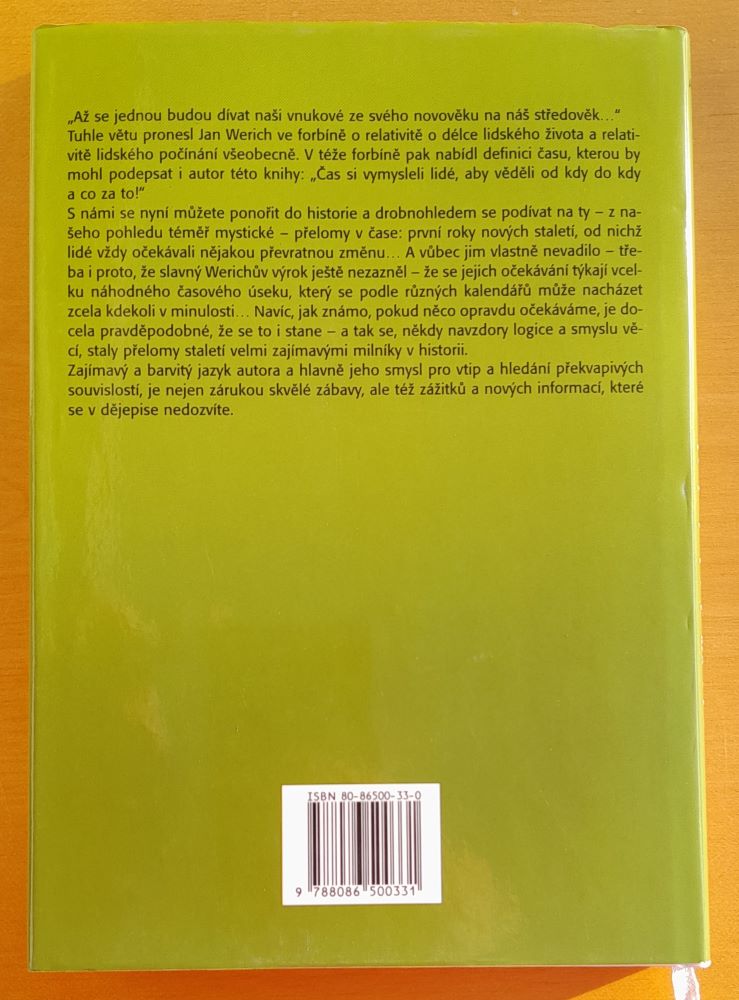 „Až se jednou budou dívat naši vnukové ze svého novověku na náš středověk...“
Tuhle větu pronesl Jan Werich ve forbíně o relativitě o délce lidského života a relati-
vitě lidského počínání všeobecně. V téže forbíně pak nabídl definici času, kterou by
mohl podepsat i autor této knihy: „Čas si vymysleli lidé, aby věděli od kdy do kdy
a co za to!“
S námi se nyní můžete ponořit do historie a drobnohledem se podívat na ty – z na-
šeho pohledu téměř mystické – přelomy v čase: první roky nových staletí, od nichž
lidé vždy očekávali nějakou převratnou změnu... A vůbec jim vlastně nevadilo – tře-
ba i proto, že slavný Werichův výrok ještě nezazněl – že se jejich očekávání týkají vcel-
ku náhodného časového úseku, který se podle různých kalendářů může nacházet
zcela kdekoli v minulosti... Navíc, jak známo, pokud něco opravdu očekáváme, je do-
cela pravděpodobné, že se to i stane – a tak se, někdy navzdory logice a smyslu vě-
cí, staly přelomy staletí velmi zajímavými milníky v historii.
Zajímavý a barvitý jazyk autora a hlavně jeho smysl pro vtip a hledání překvapivých
souvislostí, je nejen zárukou skvělé zábavy, ale též zážitků a nových informací, které
se v dějepise nedozvíte.
ISBN 80-86500-33-0
9 788086 500331